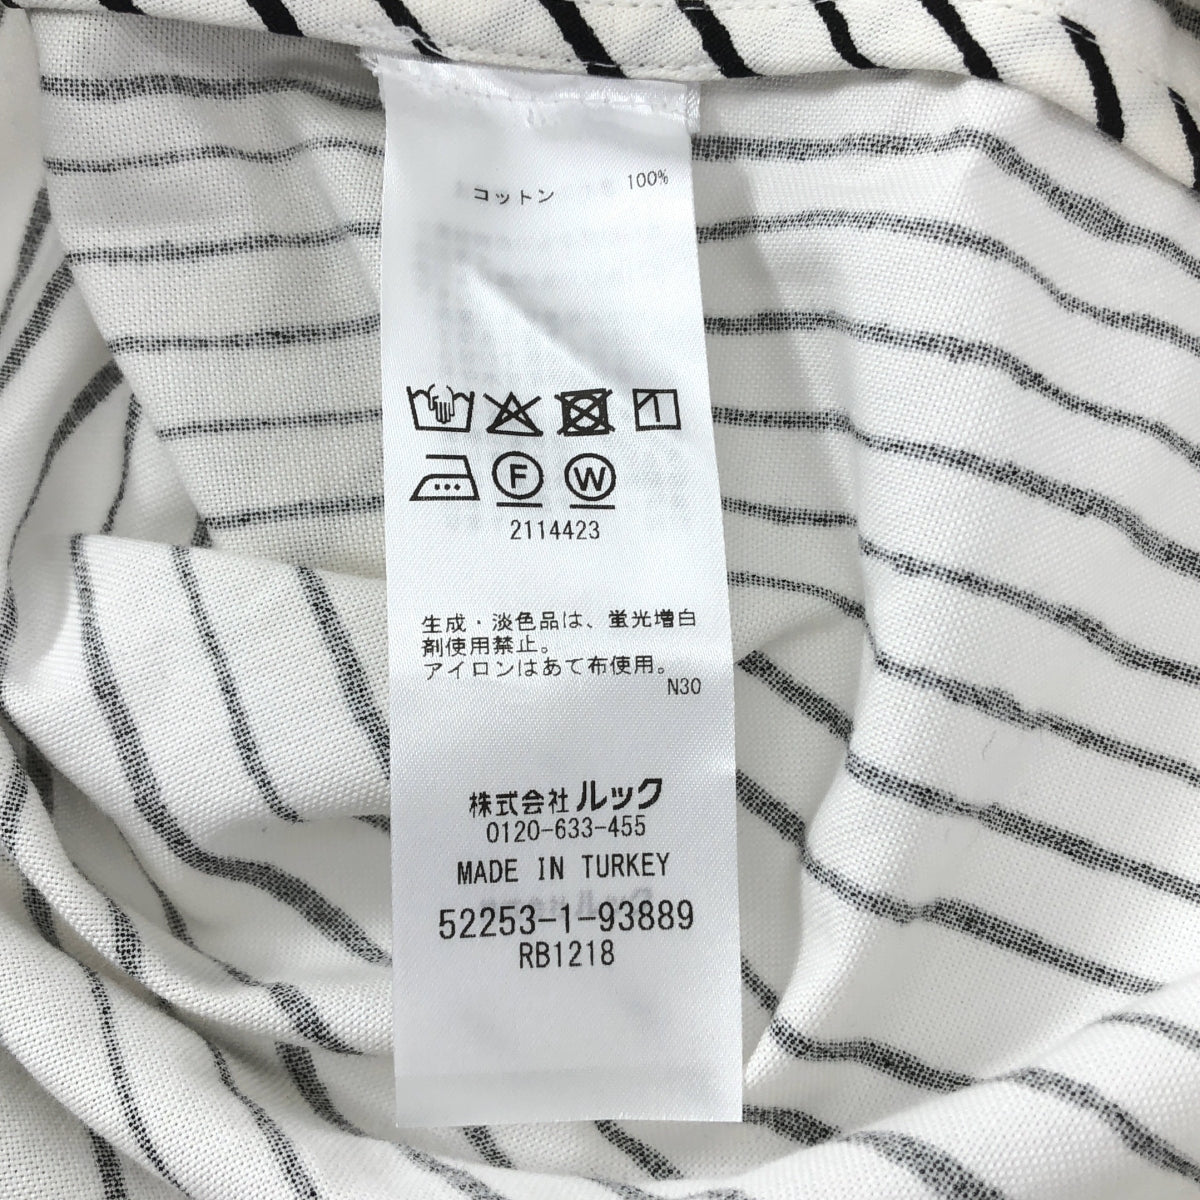 コットン 100%
F W
2114423
生成・淡色品は、蛍光増白
剤使用禁止。
アイロンはあて布使用。
N30
株式会社 ルック
0120-633-455
MADE IN TURKEY
52253-1-93889
RB1218